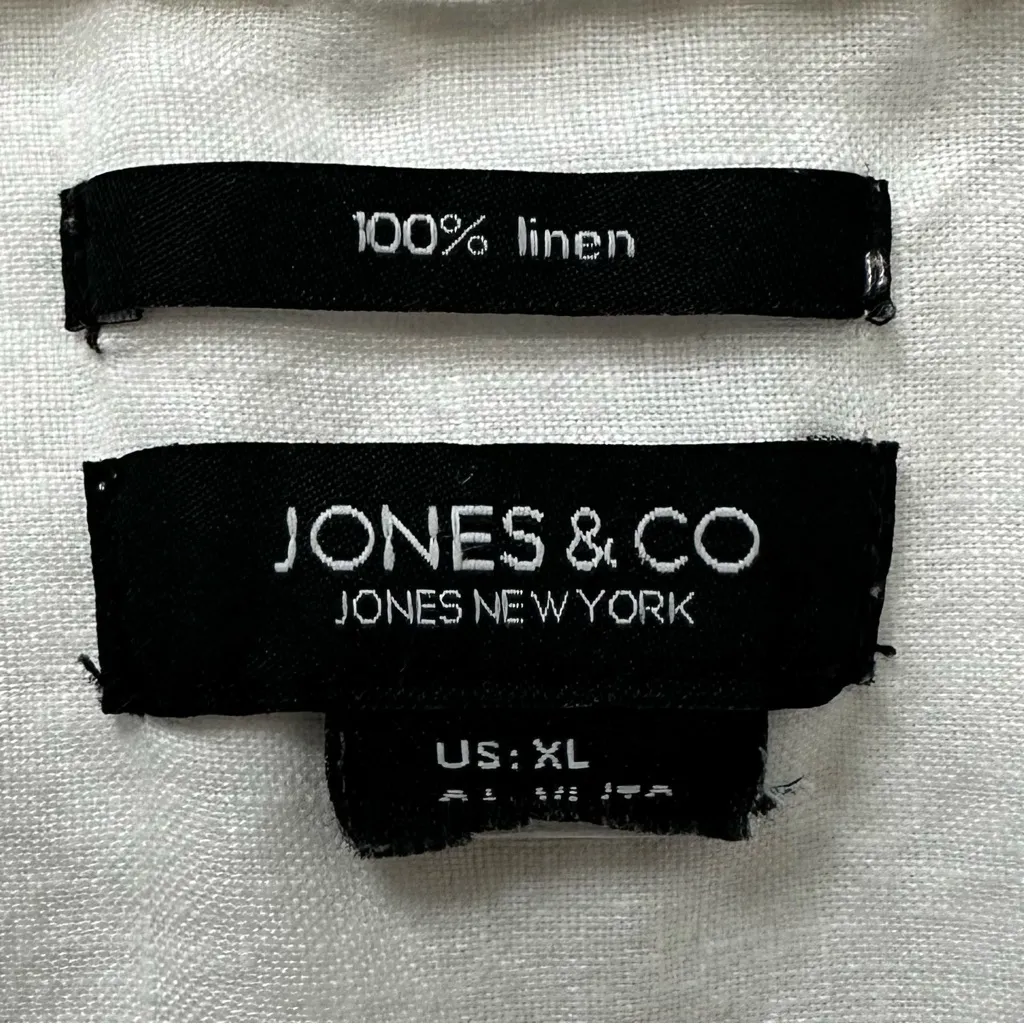 100% linen
JONES & CO
JONES NEW YORK
US: XL